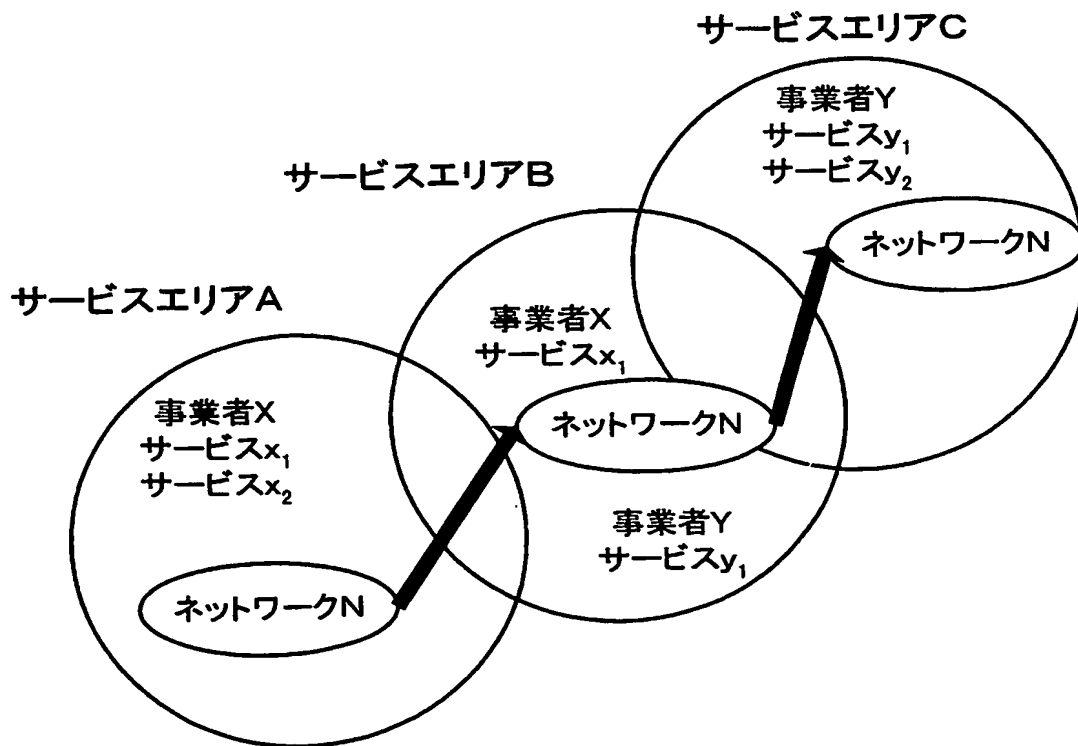 サービスエリアC
事業者Y
サービスy₁
サービスy₂
ネットワークN
サービスエリアB
事業者X
サービスx₁
ネットワークN
事業者Y
サービスy₁
サービスエリアA
事業者X
サービスx₁
サービスx₂
ネットワークN